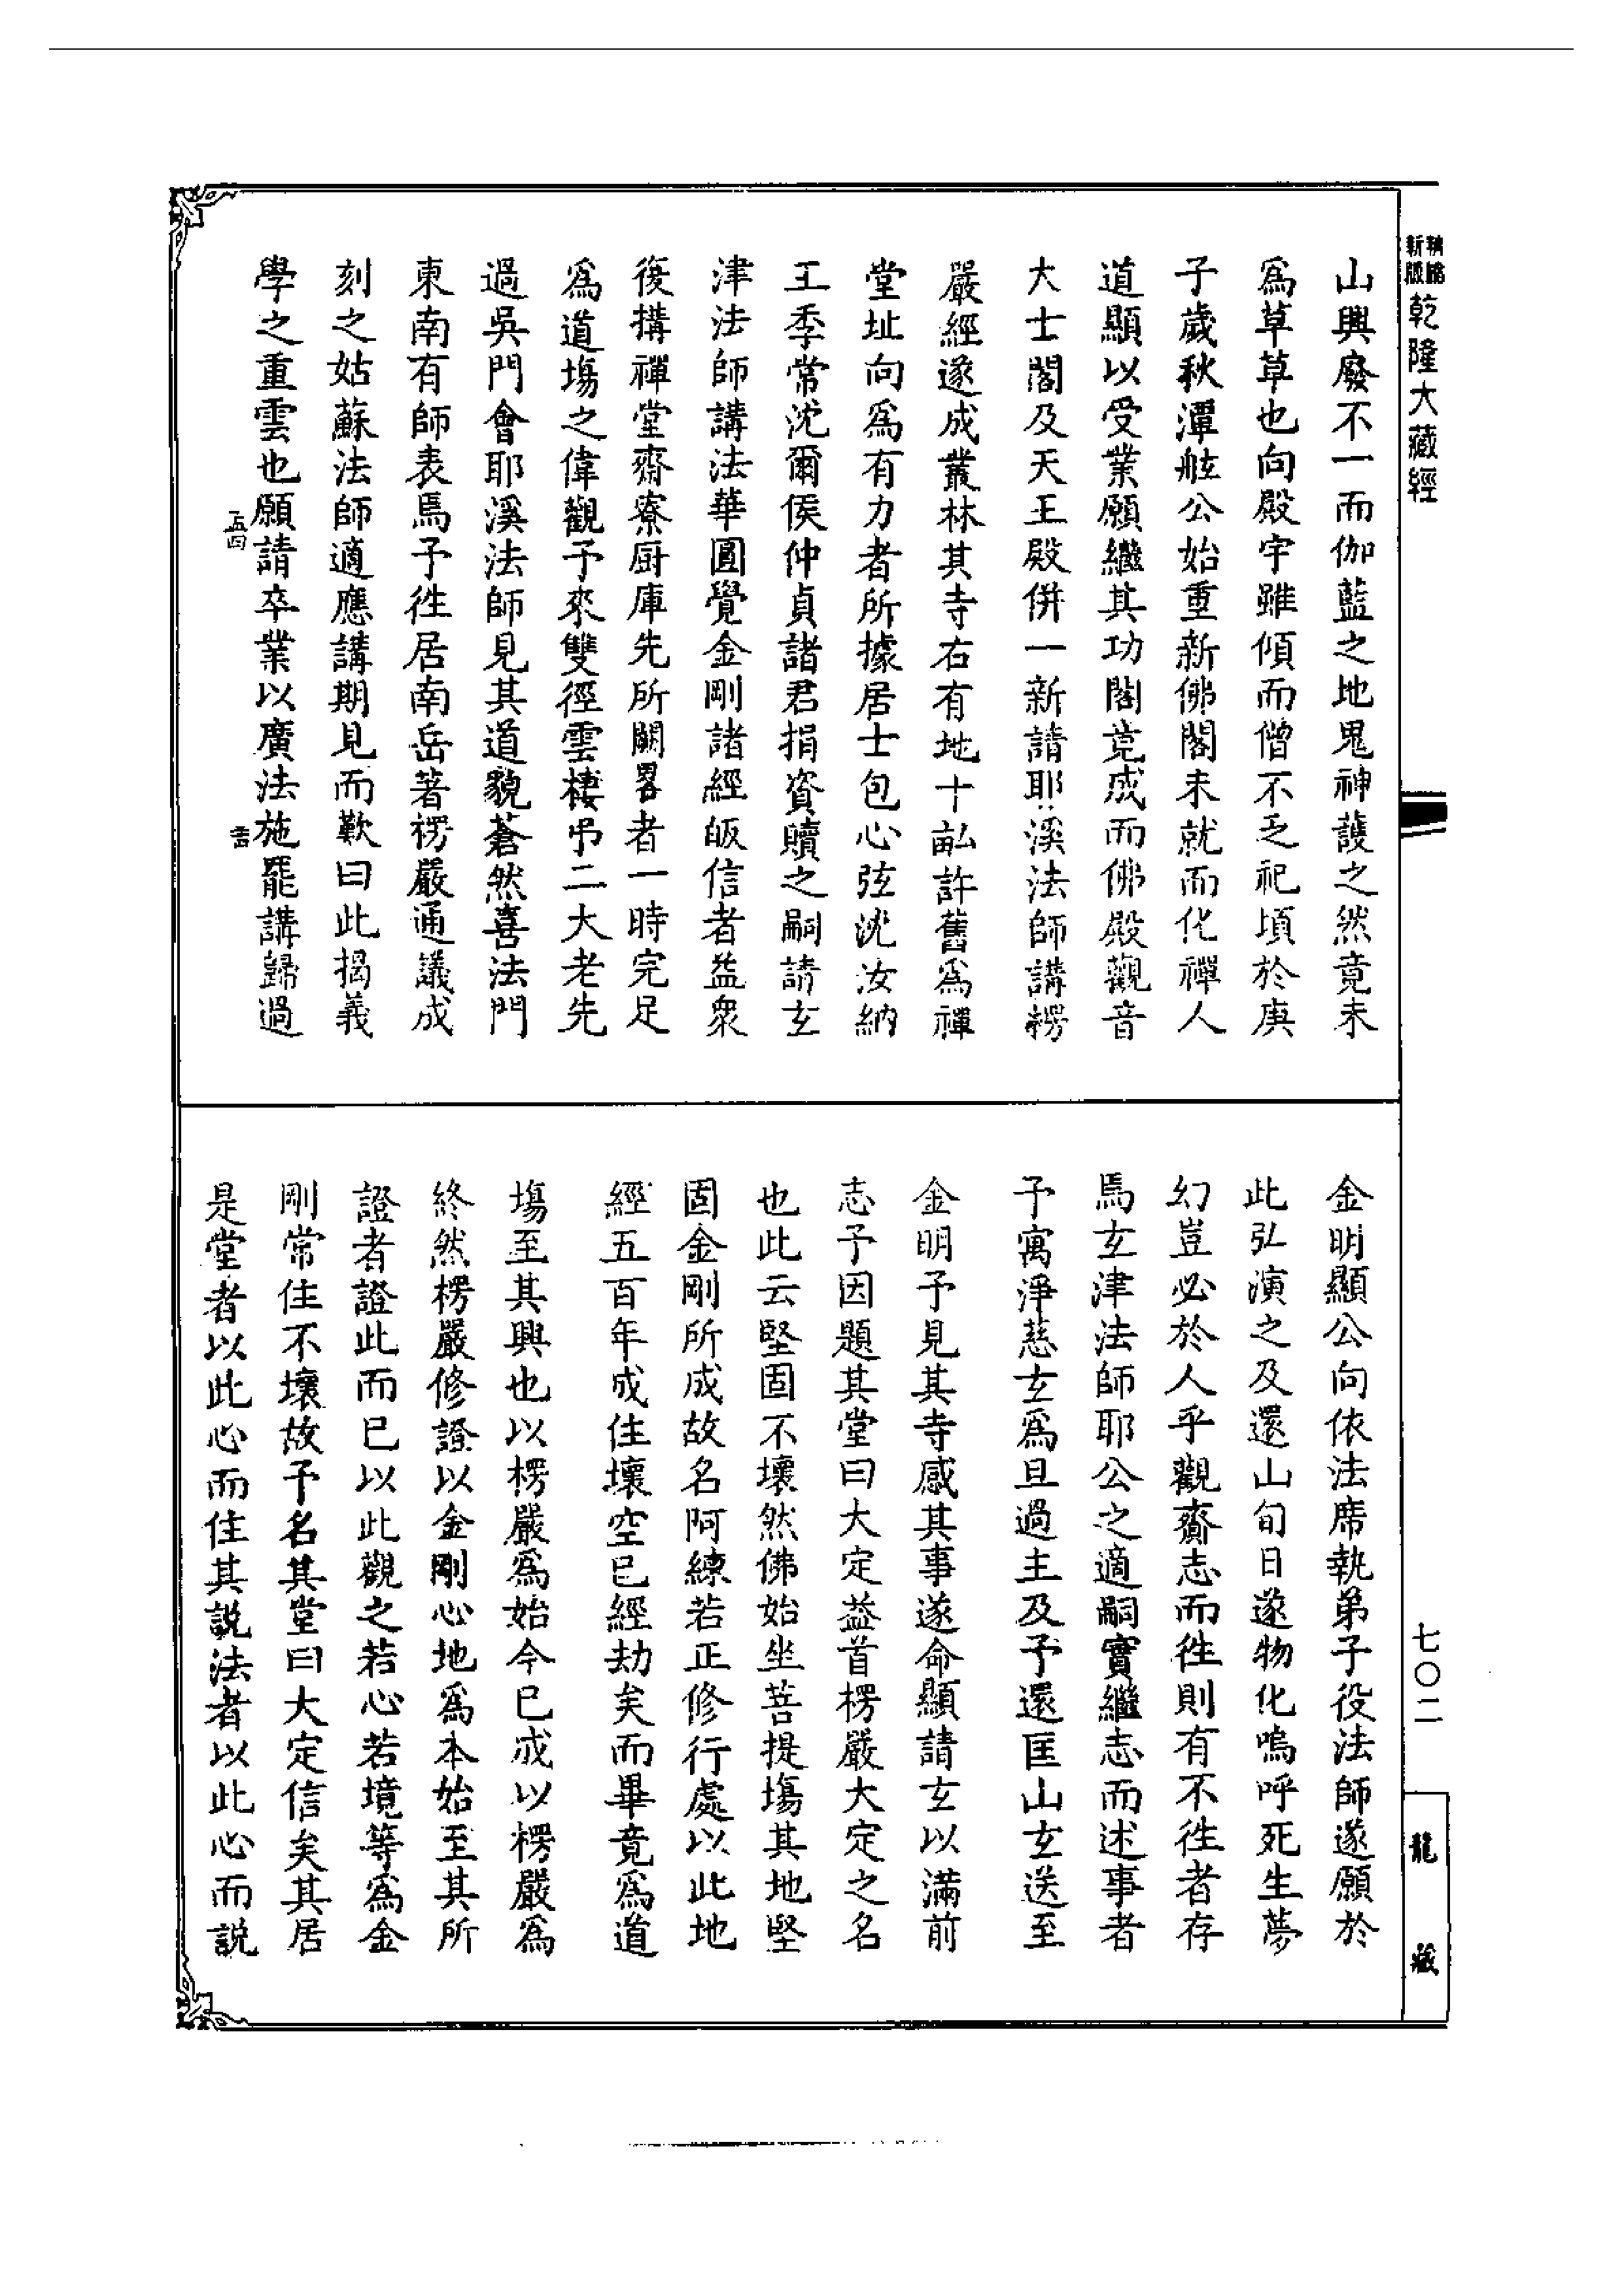 新版
乾隆大藏經
山興廢不一而伽藍之地鬼神護之然竟未
爲草草也向殿宇雖傾而僧不乏祀頃於庚
子歲秋潭舷公始重新佛閣未就而化禪人
道顯以受業願繼其功閣竟成而佛殿觀音
大士閣及天王殿併一新請耶溪法師講楞
嚴經遂成叢林其寺右有地十畝許舊爲禪
堂址向爲有力者所據居士包心弦沈汝納
王季常沈爾侯仲貞諸君捐資贖之嗣請玄
津法師講法華圓覺金剛諸經皈信者益衆
復搆禪堂齋寮厨庫先所闕畧者一時完足
爲道塲之偉觀予來雙徑雲棲弔二大老先
過吳門會耶溪法師見其道貌蒼然喜法門
東南有師表焉予徃居南岳著楞嚴通議成
刻之姑蘇法師適應講期見而歎曰此揭義
學之重雲也願請卒業以廣法施罷講歸過
金明顯公向依法席執弟子役法師遂願於
此弘演之及還山旬日遂物化嗚呼死生夢
幻豈必於人乎觀齎志而徃則有不徃者存
焉玄津法師耶公之適嗣實繼志而述事者
予寓淨慈玄爲旦過主及予還匡山玄送至
金明予見其寺感其事遂命顯請玄以滿前
志予因題其堂曰大定葢首楞嚴大定之名
也此云堅固不壞然佛始坐菩提塲其地堅
固金剛所成故名阿練若正修行處以此地
經五百年成住壞空已經劫矣而畢竟爲道
塲至其興也以楞嚴爲始今已成以楞嚴爲
終然楞嚴修證以金剛心地爲本始至其所
證者證此而已以此觀之若心若境等爲金
剛常住不壞故予名其堂曰大定信矣其居
是堂者以此心而住其説法者以此心而説
七〇二
龍藏